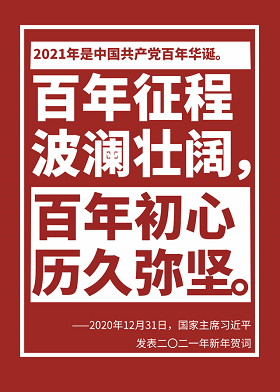 2021年是中国共产党百年华诞。
百年征程
波澜壮阔，
百年初心
历久弥坚。
——2020年12月31日，国家主席习近平
发表二〇二一年新年贺词